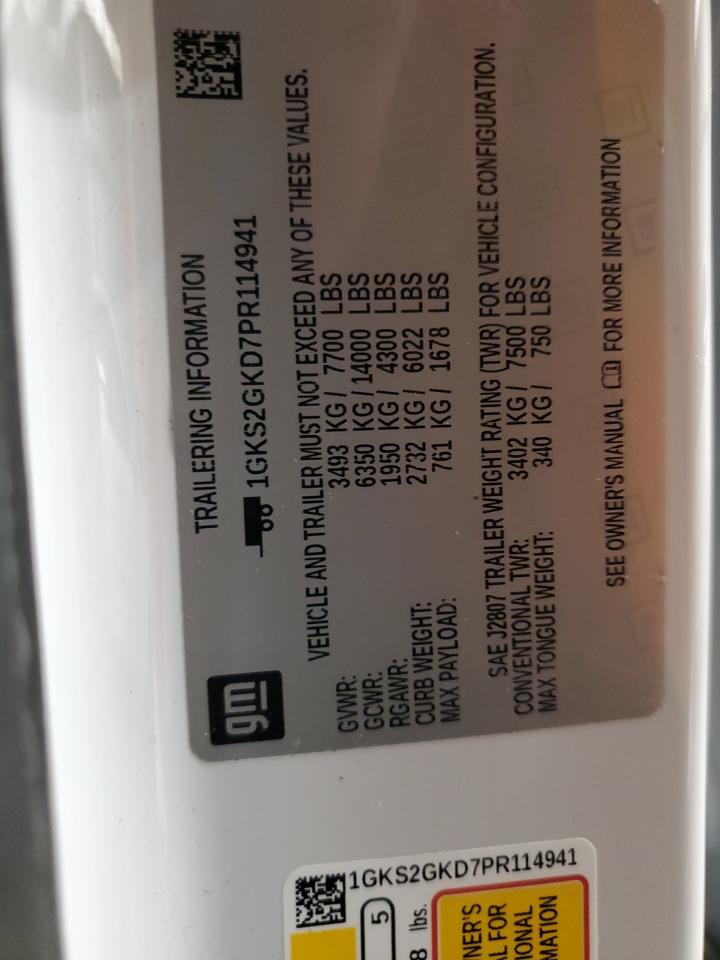 gm
TRAILERING INFORMATION
1GKS2GKD7PR114941
VEHICLE AND TRAILER MUST NOT EXCEED ANY OF THESE VALUES.
GVWR: 3493 KG / 7700 LBS
GCWR: 6350 KG / 14000 LBS
RGAWR: 1950 KG / 4300 LBS
CURB WEIGHT: 2732 KG / 6022 LBS
MAX PAYLOAD: 761 KG / 1678 LBS
SAE J2807 TRAILER WEIGHT RATING (TWR) FOR VEHICLE CONFIGURATION.
CONVENTIONAL TWR: 3402 KG / 7500 LBS
MAX TONGUE WEIGHT: 340 KG / 750 LBS
SEE OWNER'S MANUAL FOR MORE INFORMATION
1GKS2GKD7PR114941
5
8 lbs.
NER'S
L FOR
IONAL
MATION